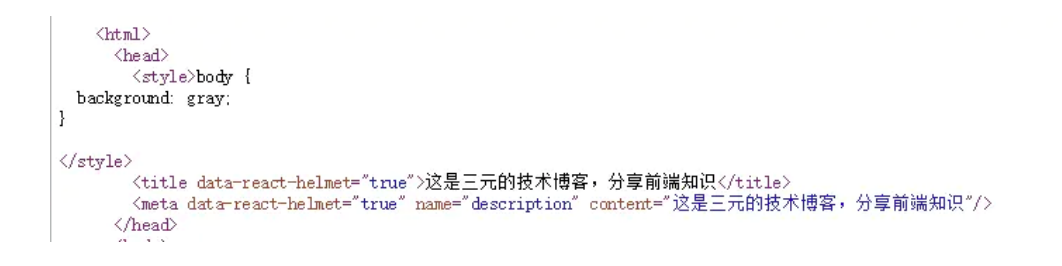 <html>
<head>
<style>body {
background: gray;
}
</style>
<title data-react-helmet="true">这是三元的技术博客，分享前端知识</title>
<meta data-react-helmet="true" name="description" content="这是三元的技术博客，分享前端知识"/>
</head>